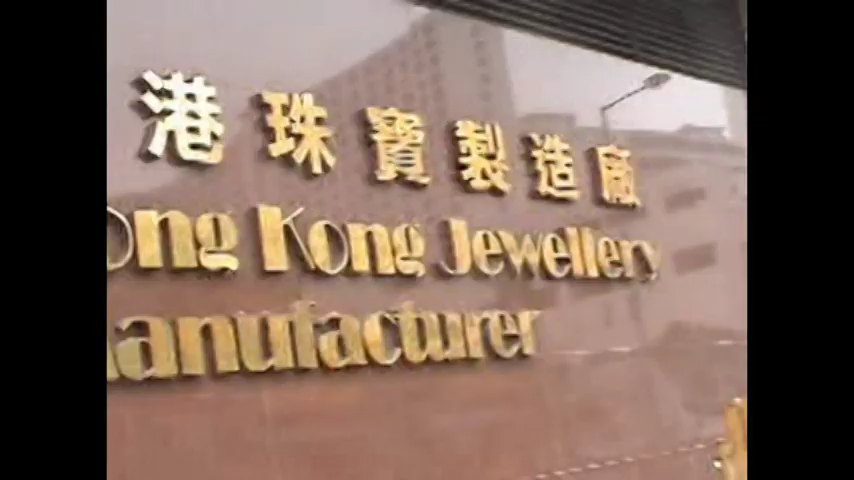 港珠寶製造廠
ong Kong Jewellery
anufacturer